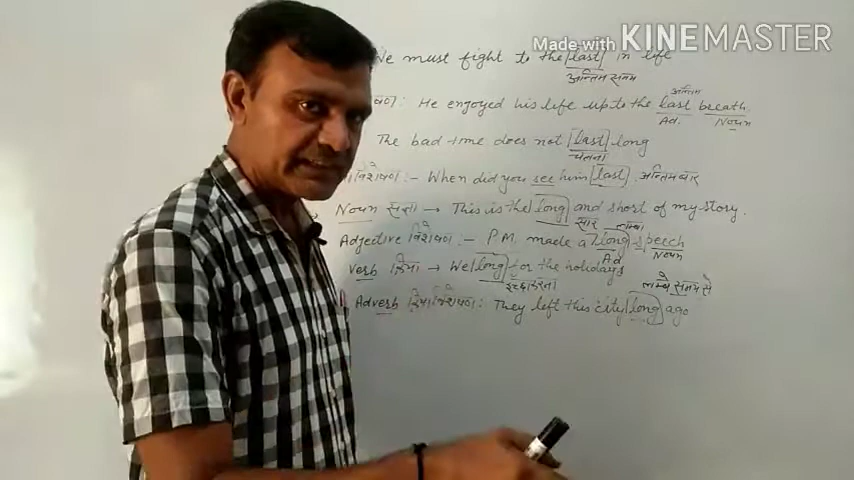 Made with KINEMASTER
We must fight to the last in life
अन्तिम समय
अन्तिम
He enjoyed his life upto the last breath.
Ad. Noun
The bad time does not last long
चलना
विशेषण :- When did you see him last. अन्तिम बार
Noun संज्ञा → This is the long and short of my story.
सार लम्बा
Adjective विशेषण :- P.M. made a long speech
Ad Noun
Verb क्रिया → We long for the holidays
इच्छा करना लम्बे समय से
Adverb क्रिया विशेषण :- They left this city long ago